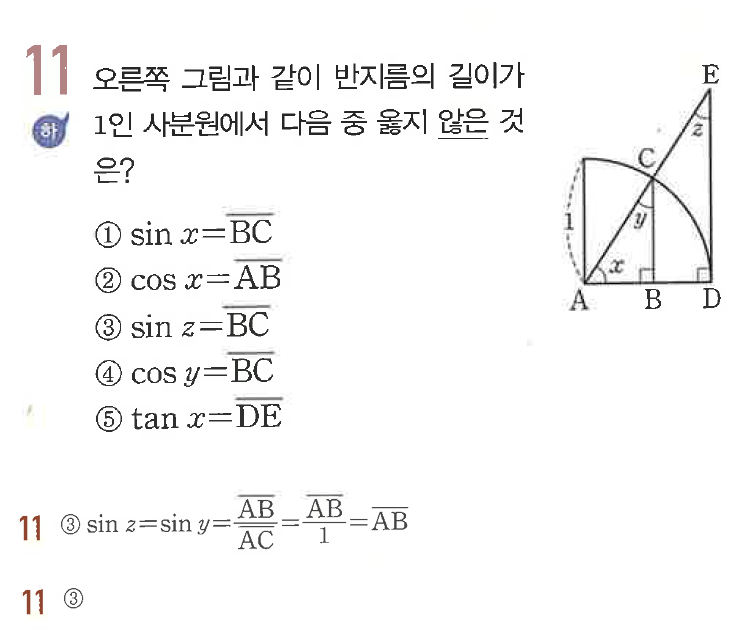 11 오른쪽 그림과 같이 반지름의 길이가
하 1인 사분원에서 다음 중 옳지 않은 것
은?
① sin x=BC
② cos x=AB
③ sin z=BC
④ cos y=BC
⑤ tan x=DE
E
z
C
1
y
x
A B D
11 ③ sin z=sin y=AB/AC=AB/1=AB
11 ③